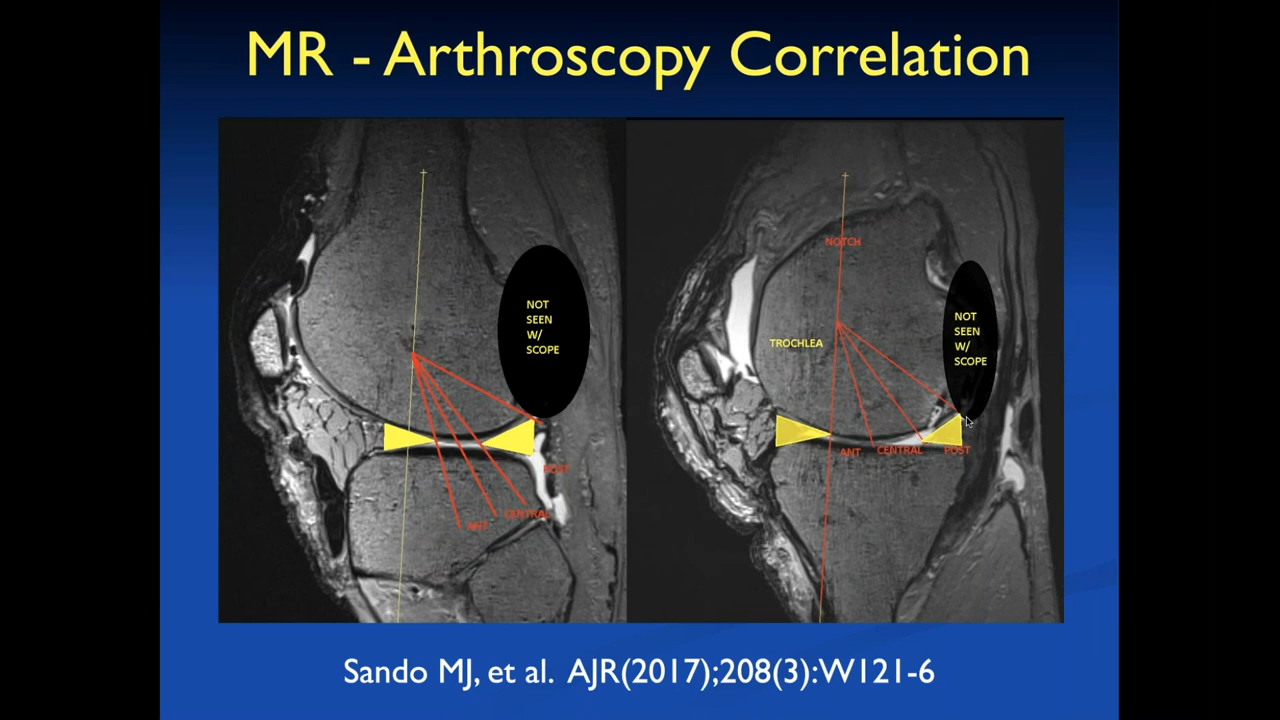 MR - Arthroscopy Correlation
NOT
SEEN
W/
SCOPE
POST
CENTRAL
ANT
NOTCH
TROCHLEA
NOT
SEEN
W/
SCOPE
ANT
CENTRAL
POST
Sando MJ, et al. AJR(2017);208(3):W121-6